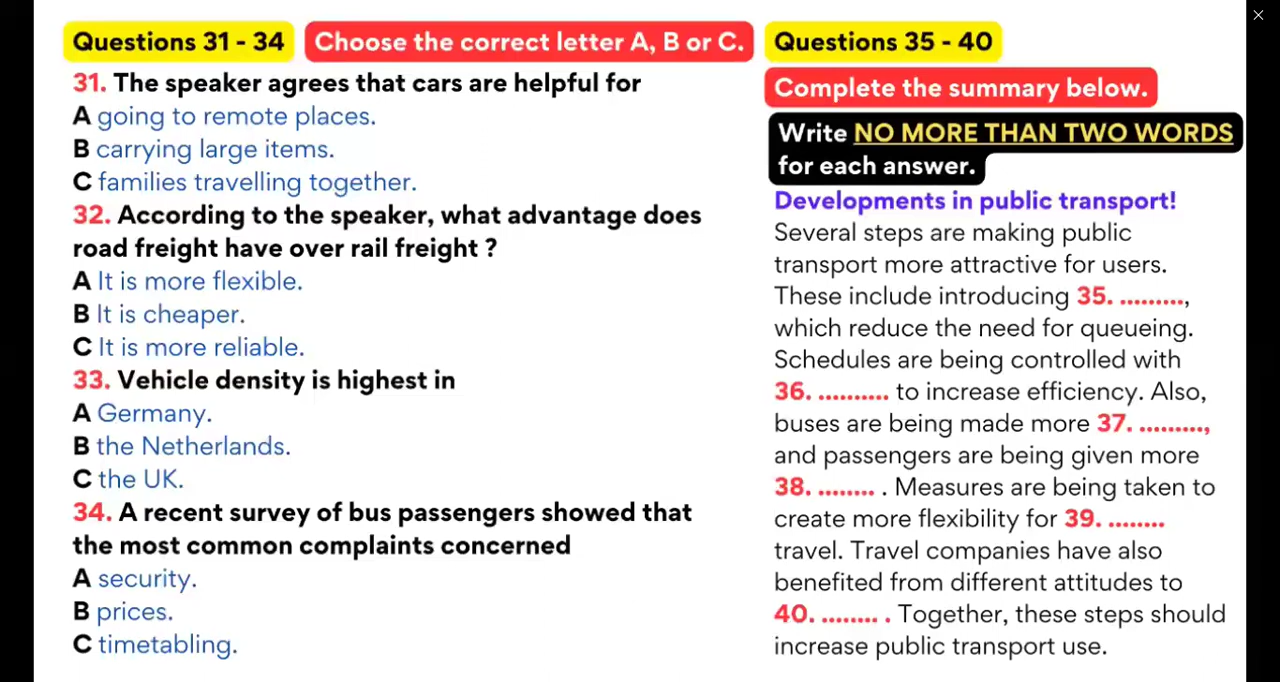 Questions 31 - 34
Choose the correct letter A, B or C.
31. The speaker agrees that cars are helpful for
A going to remote places.
B carrying large items.
C families travelling together.
32. According to the speaker, what advantage does
road freight have over rail freight ?
A It is more flexible.
B It is cheaper.
C It is more reliable.
33. Vehicle density is highest in
A Germany.
B the Netherlands.
C the UK.
34. A recent survey of bus passengers showed that
the most common complaints concerned
A security.
B prices.
C timetabling.
Questions 35 - 40
Complete the summary below.
Write NO MORE THAN TWO WORDS
for each answer.
Developments in public transport!
Several steps are making public
transport more attractive for users.
These include introducing 35. .........,
which reduce the need for queueing.
Schedules are being controlled with
36. .......... to increase efficiency. Also,
buses are being made more 37. .........,
and passengers are being given more
38. ........ . Measures are being taken to
create more flexibility for 39. ........
travel. Travel companies have also
benefited from different attitudes to
40. ........ . Together, these steps should
increase public transport use.